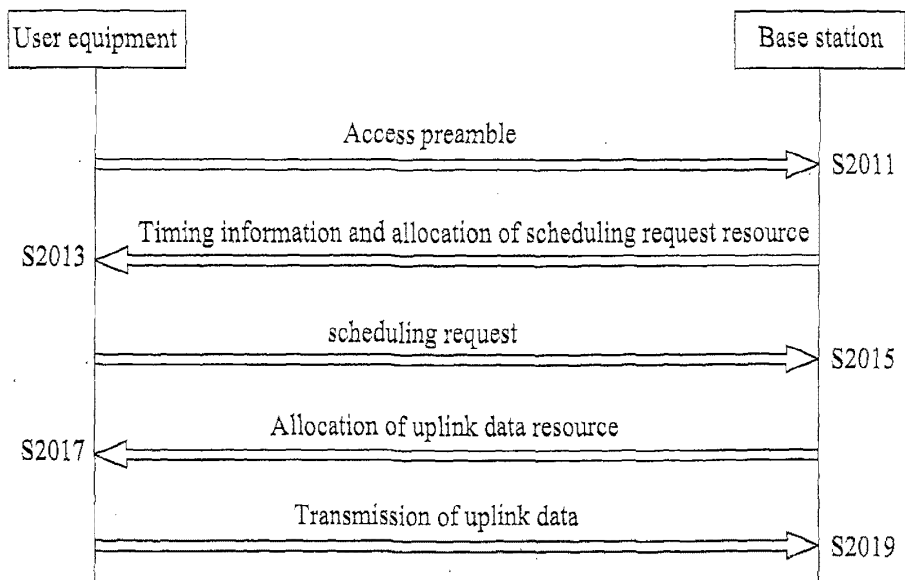 User equipment
Base station
Access preamble
S2011
Timing information and allocation of scheduling request resource
S2013
scheduling request
S2015
Allocation of uplink data resource
S2017
Transmission of uplink data
S2019